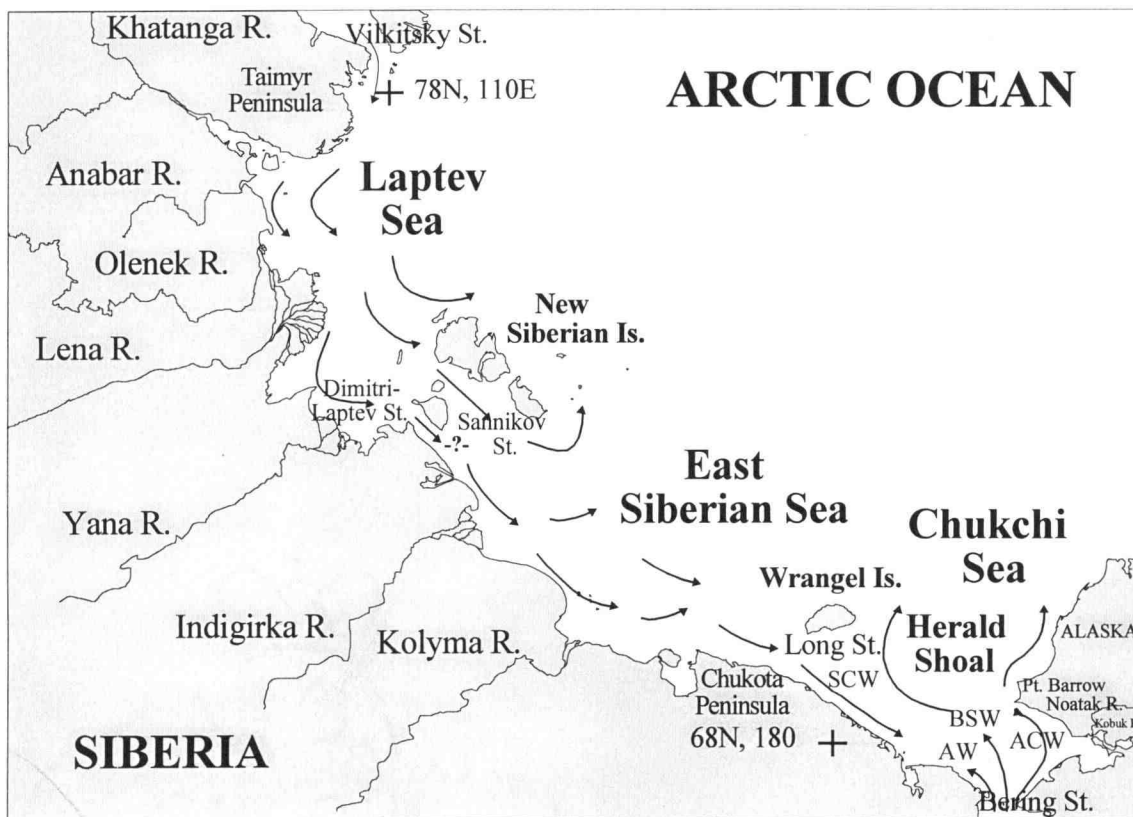 Khatanga R.
Vilkitsky St.
Taimyr
Peninsula
78N, 110E
ARCTIC OCEAN
Anabar R.
Laptev
Sea
Olenek R.
New
Siberian Is.
Lena R.
Dimitri-
Laptev St.
Sannikov
St.
-?-
East
Siberian Sea
Yana R.
Chukchi
Sea
Wrangel Is.
Indigirka R.
Kolyma R.
Long St.
Herald
Shoal
ALASKA
SCW
Chukota
Peninsula
68N, 180
Pt. Barrow
Noatak R.
Kobuk
BSW
ACW
AW
SIBERIA
Bering St.